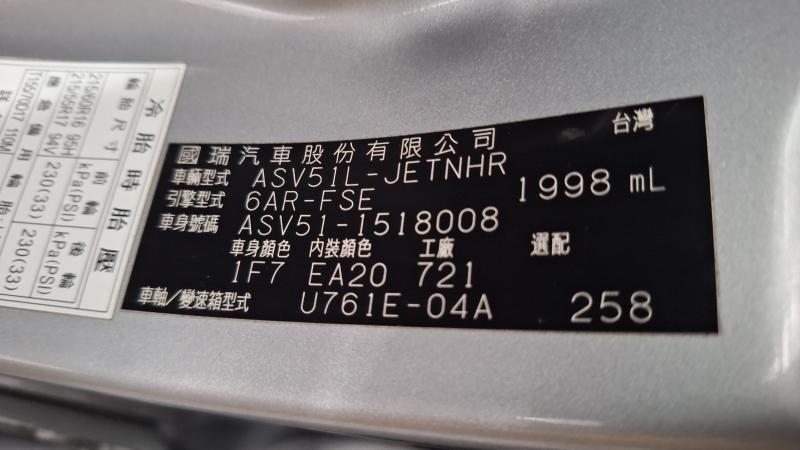 國瑞汽車股份有限公司 台灣
車輛型式 ASV51L-JETNHR
引擎型式 6AR-FSE 1998 mL
車身號碼 ASV51-1518008
車身顏色 內裝顏色 工廠 選配
1F7 EA20 721
車軸/變速箱型式 U761E-04A 258
冷胎時胎壓
輪胎尺寸 前輪 後輪
kPa(PSI) kPa(PSI)
215/60R16 95V
215/55R17 94V 230(33) 230(33)
T155/70D17 110M